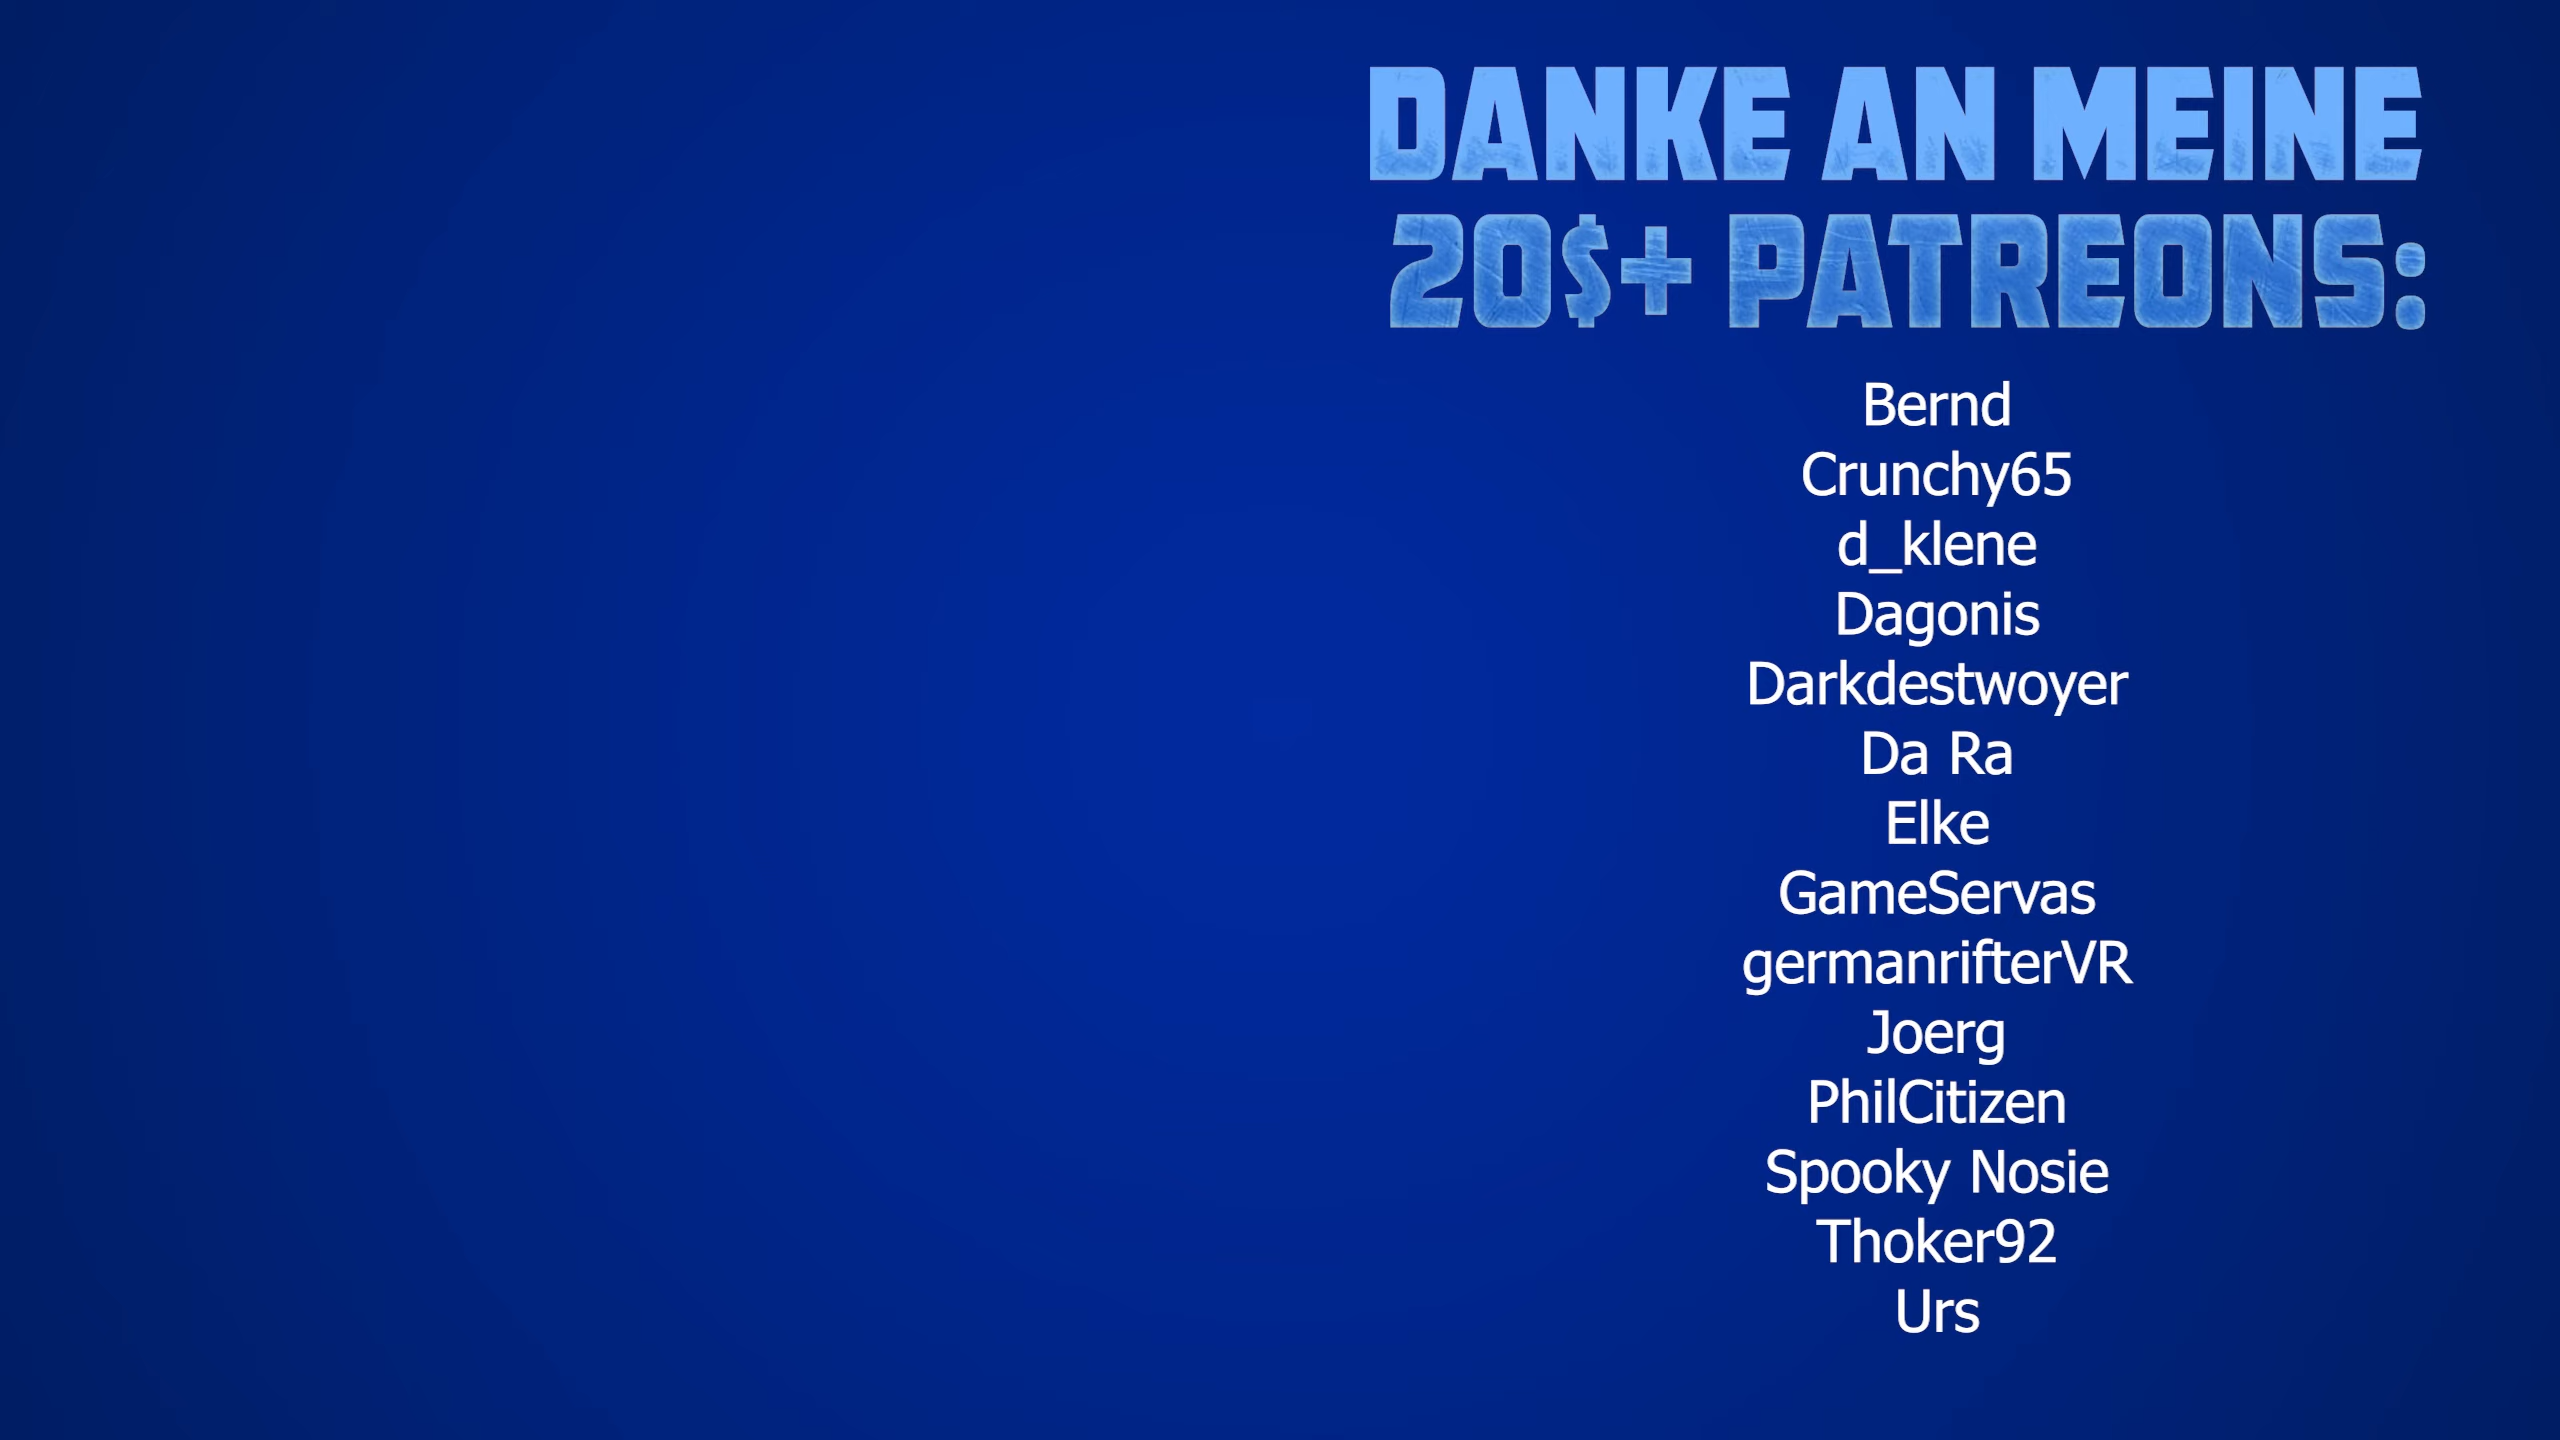 DANKE AN MEINE
20$+ PATREONS:
Bernd
Crunchy65
d_klene
Dagonis
Darkdestwoyer
Da Ra
Elke
GameServas
germanrifterVR
Joerg
PhilCitizen
Spooky Nosie
Thoker92
Urs